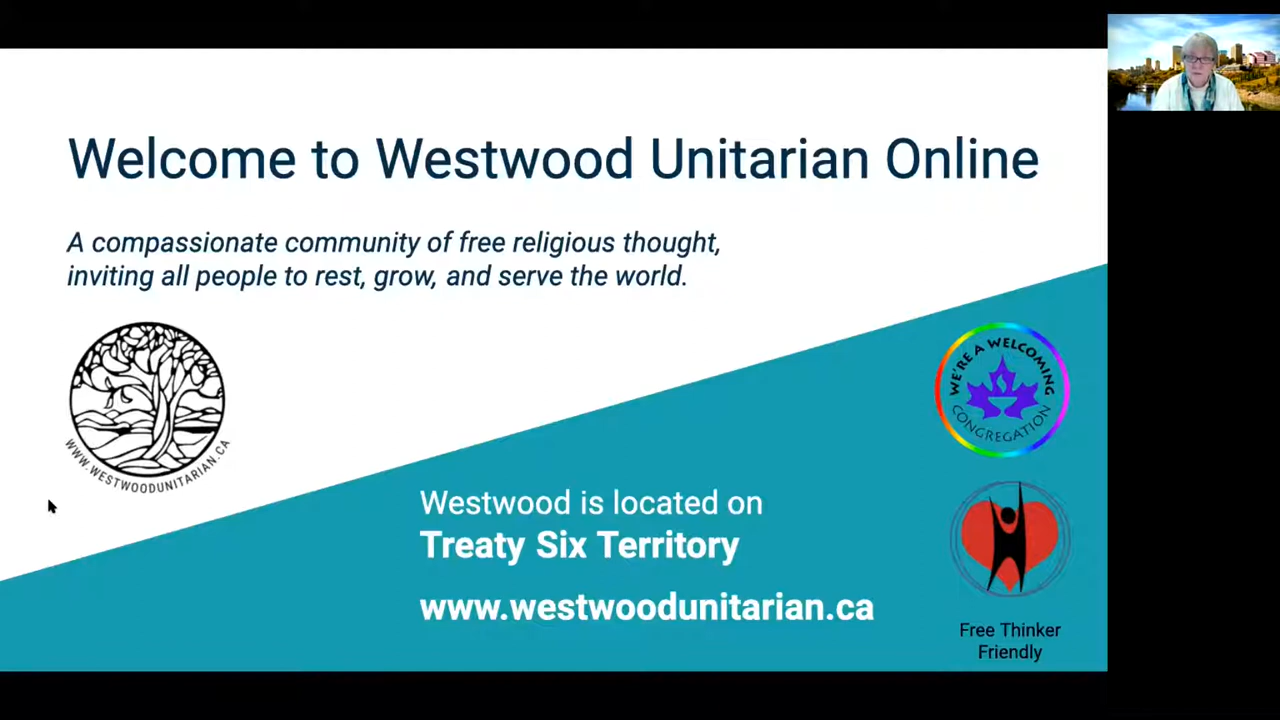 Welcome to Westwood Unitarian Online
A compassionate community of free religious thought,
inviting all people to rest, grow, and serve the world.
WWW.WESTWOODUNITARIAN.CA
WE'RE A WELCOMING
CONGREGATION
Westwood is located on
Treaty Six Territory
www.westwoodunitarian.ca
Free Thinker
Friendly